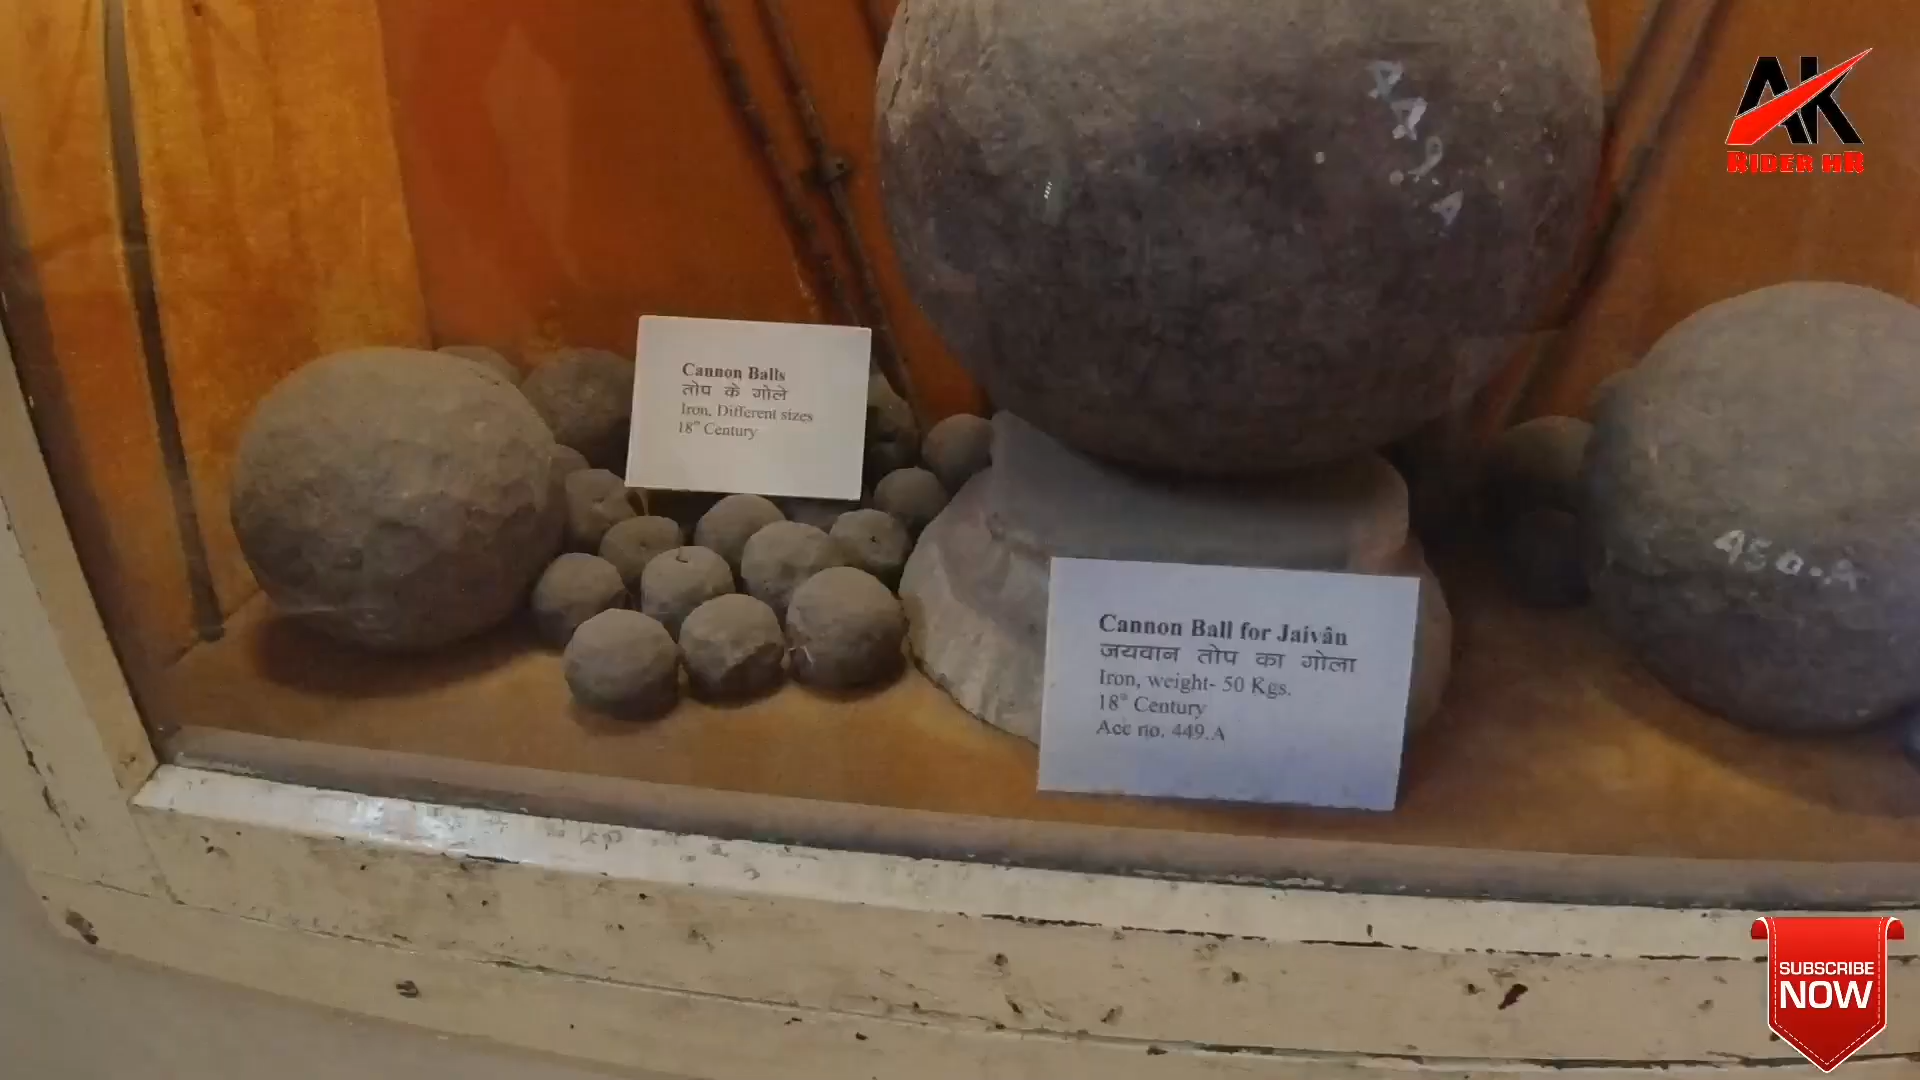 AK
RIDER HR
449.A
Cannon Balls
तोप के गोले
Iron, Different sizes
18th Century
450.A
Cannon Ball for Jaivân
जयवान तोप का गोला
Iron, weight- 50 Kgs.
18th Century
Acc no. 449.A
SUBSCRIBE
NOW